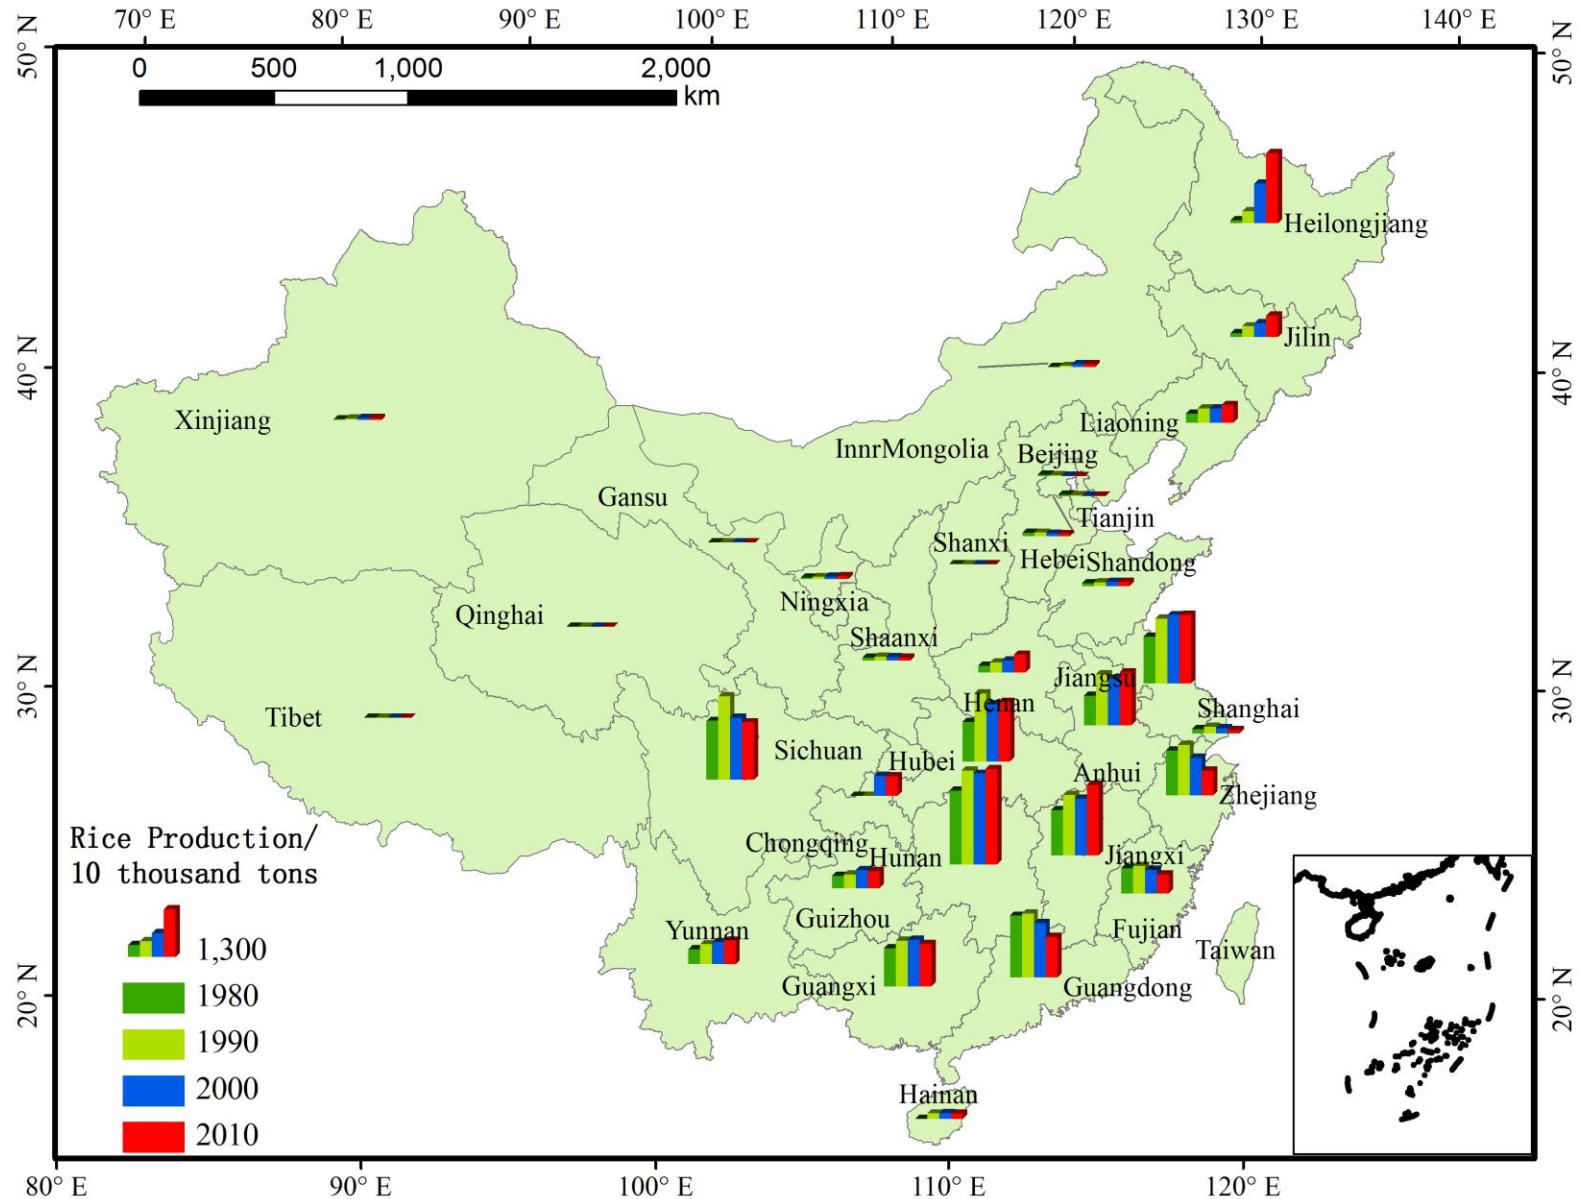 70° E 80° E 90° E 100° E 110° E 120° E 130° E 140° E
50° N
50° N
0 500 1,000 2,000
km
Heilongjiang
Jilin
40° N
40° N
Xinjiang
Liaoning
InnrMongolia
Beijing
Gansu
Tianjin
Shanxi
Hebei
Shandong
Ningxia
Qinghai
Shaanxi
30° N
30° N
Jiangsu
Henan
Tibet
Shanghai
Sichuan
Hubei
Anhui
Zhejiang
Rice Production/
10 thousand tons
Chongqing
Hunan
Jiangxi
Guizhou
Yunnan
Fujian
Taiwan
1,300
Guangxi
Guangdong
1980
20° N
20° N
1990
2000
Hainan
2010
80° E 90° E 100° E 110° E 120° E